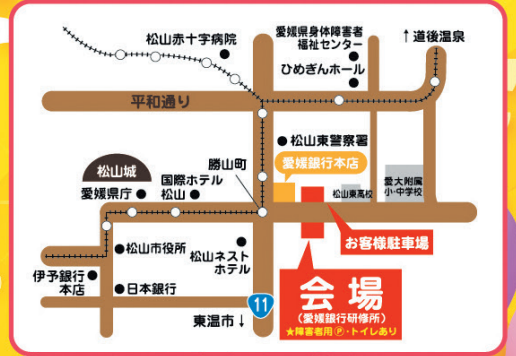 松山赤十字病院
愛媛県身体障害者
福祉センター
ひめぎんホール
↑道後温泉
平和通り
松山東警察署
愛媛銀行本店
勝山町
松山城
愛媛県庁
国際ホテル
松山
松山東高校
愛大附属
小・中学校
お客様駐車場
松山市役所
松山ネスト
ホテル
伊予銀行
本店
日本銀行
会場
(愛媛銀行研修所)
★障害者用Ⓟ・トイレあり
11
東温市↓